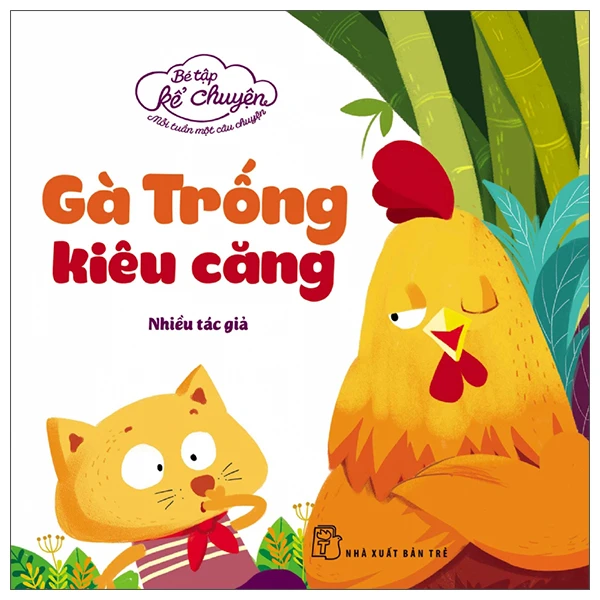 Bé tập
kể chuyện
Mỗi tuần một câu chuyện
Gà Trống
kiêu căng
Nhiều tác giả
NHÀ XUẤT BẢN TRẺ